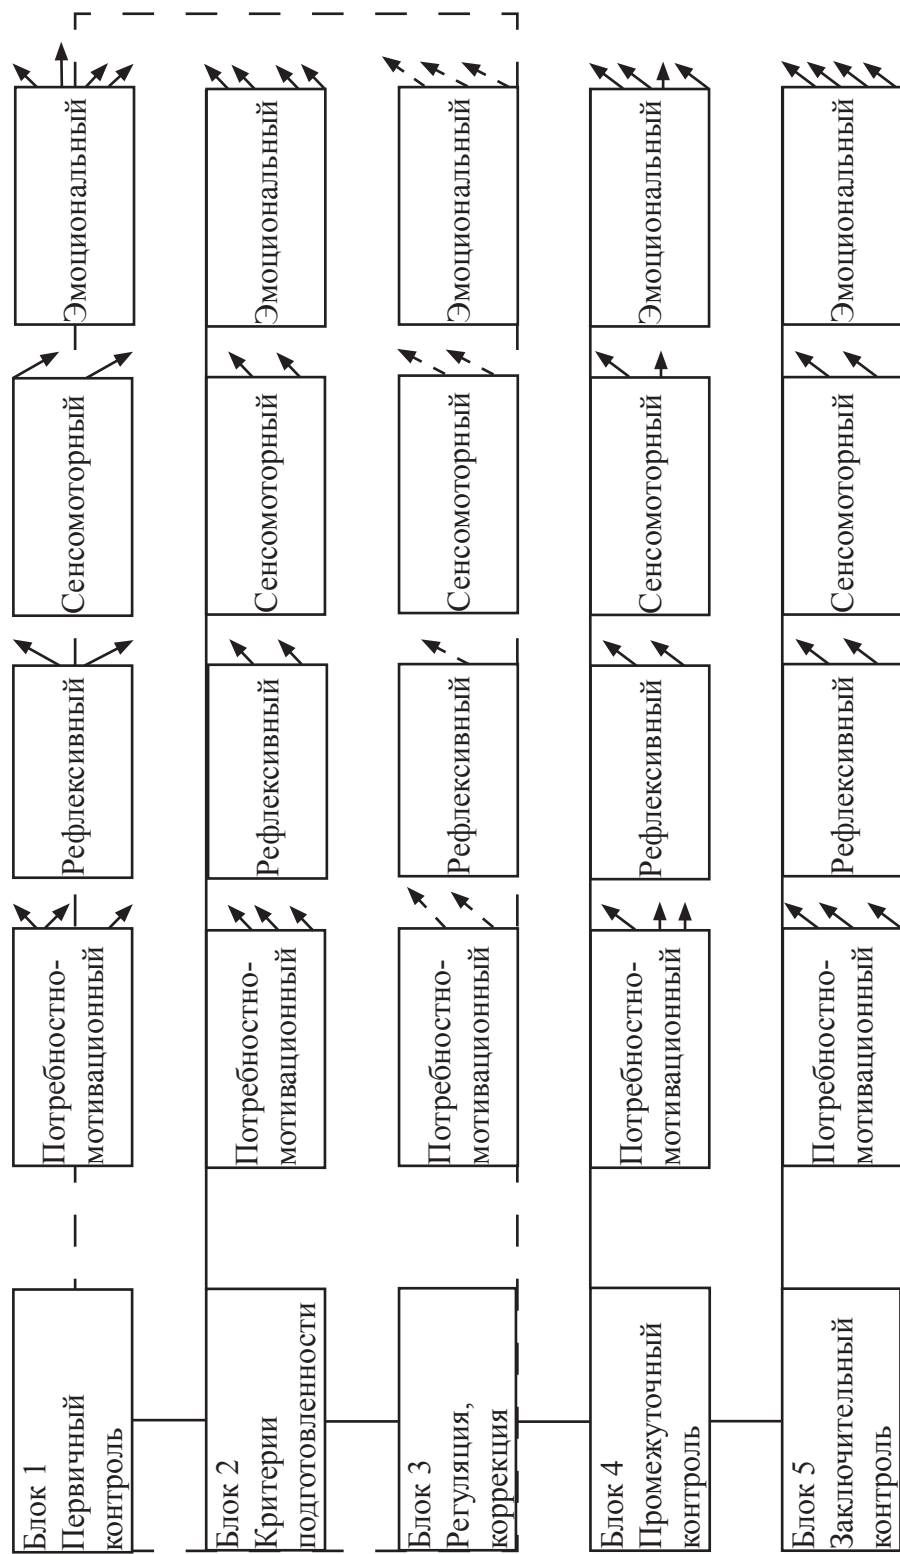 Блок 1
Первичный
контроль
Потребностно-
мотивационный
Рефлексивный
Сенсомоторный
Эмоциональный
Блок 2
Критерии
подготовленности
Потребностно-
мотивационный
Рефлексивный
Сенсомоторный
Эмоциональный
Блок 3
Регуляция,
коррекция
Потребностно-
мотивационный
Рефлексивный
Сенсомоторный
Эмоциональный
Блок 4
Промежуточный
контроль
Потребностно-
мотивационный
Рефлексивный
Сенсомоторный
Эмоциональный
Блок 5
Заключительный
контроль
Потребностно-
мотивационный
Рефлексивный
Сенсомоторный
Эмоциональный